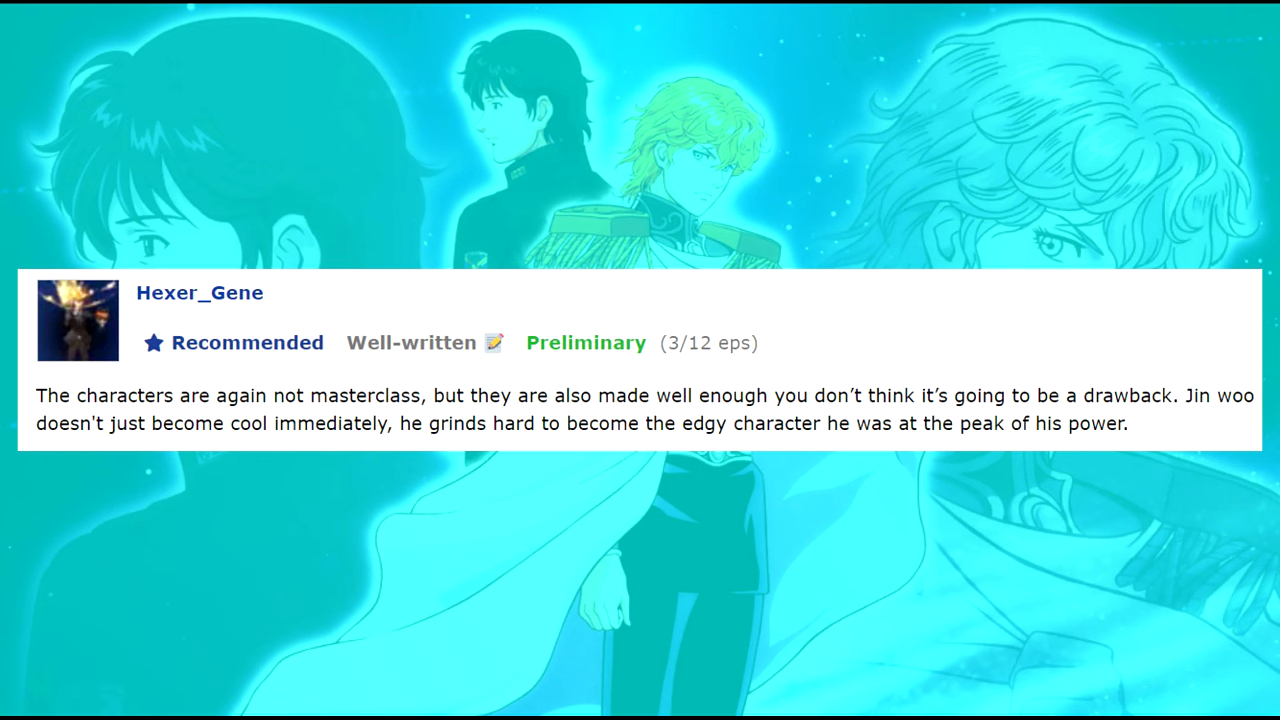 Hexer_Gene
Recommended Well-written Preliminary (3/12 eps)
The characters are again not masterclass, but they are also made well enough you don’t think it’s going to be a drawback. Jin woo
doesn't just become cool immediately, he grinds hard to become the edgy character he was at the peak of his power.